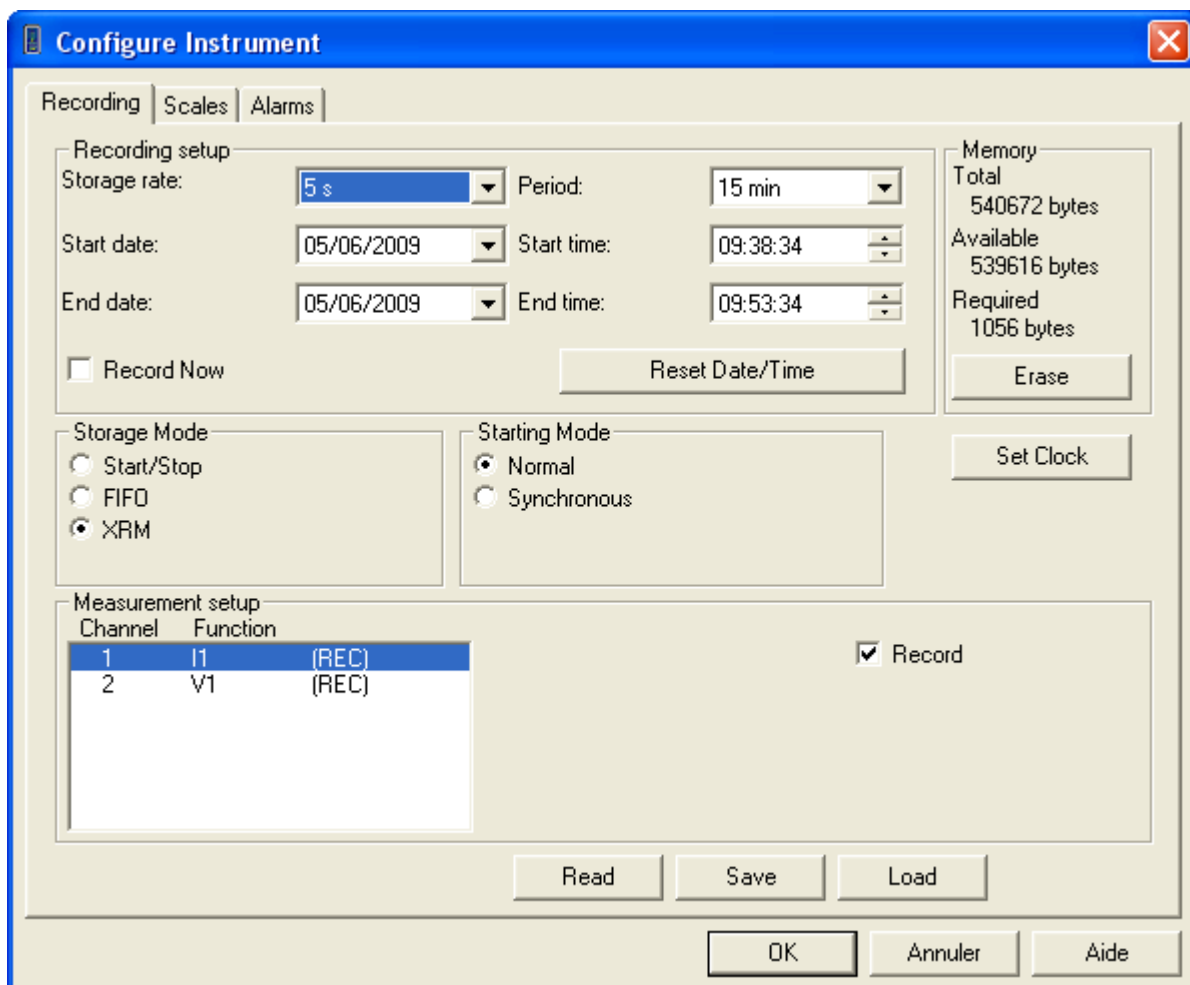 Configure Instrument
Recording Scales Alarms
Recording setup
Storage rate: 5 s Period: 15 min
Start date: 05/06/2009 Start time: 09:38:34
End date: 05/06/2009 End time: 09:53:34
Record Now Reset Date/Time
Memory
Total
540672 bytes
Available
539616 bytes
Required
1056 bytes
Erase
Storage Mode
Start/Stop
FIFO
XRM
Starting Mode
Normal
Synchronous
Set Clock
Measurement setup
Channel Function
1 I1 (REC)
2 V1 (REC)
Record
Read Save Load
OK Annuler Aide